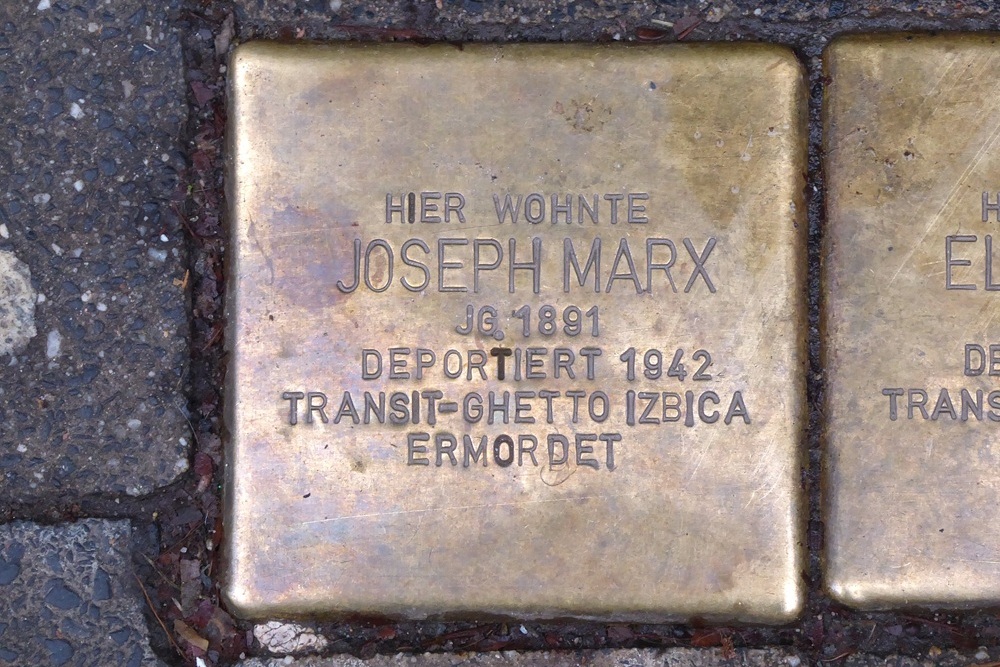 HIER WOHNTE
JOSEPH MARX
JG. 1891
DEPORTIERT 1942
TRANSIT-GHETTO IZBICA
ERMORDET